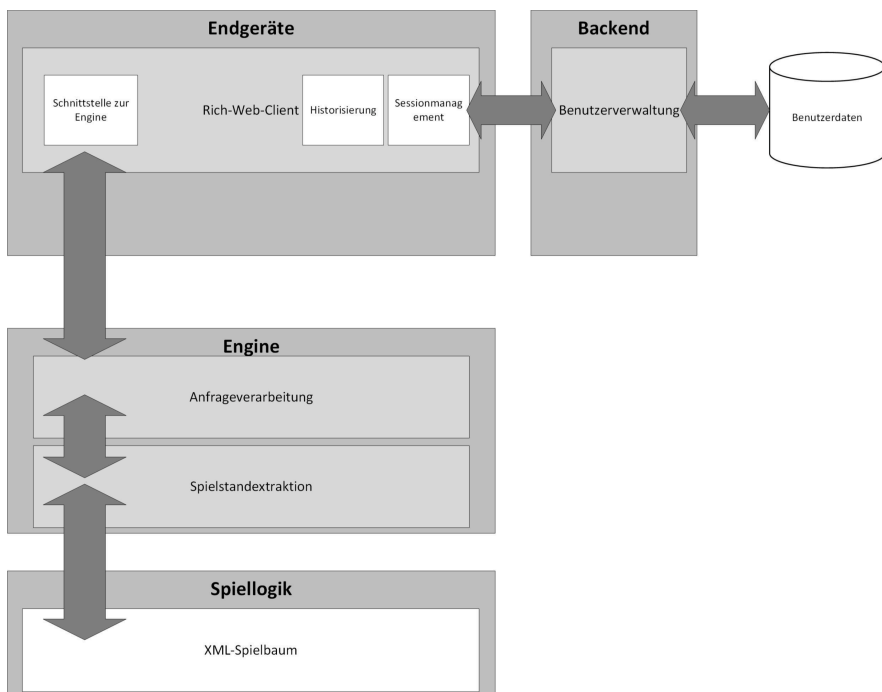 Endgeräte
Schnittstelle zur
Engine
Rich-Web-Client
Historisierung
Sessionmanag
ement
Backend
Benutzerverwaltung
Benutzerdaten
Engine
Anfrageverarbeitung
Spielstandextraktion
Spiellogik
XML-Spielbaum